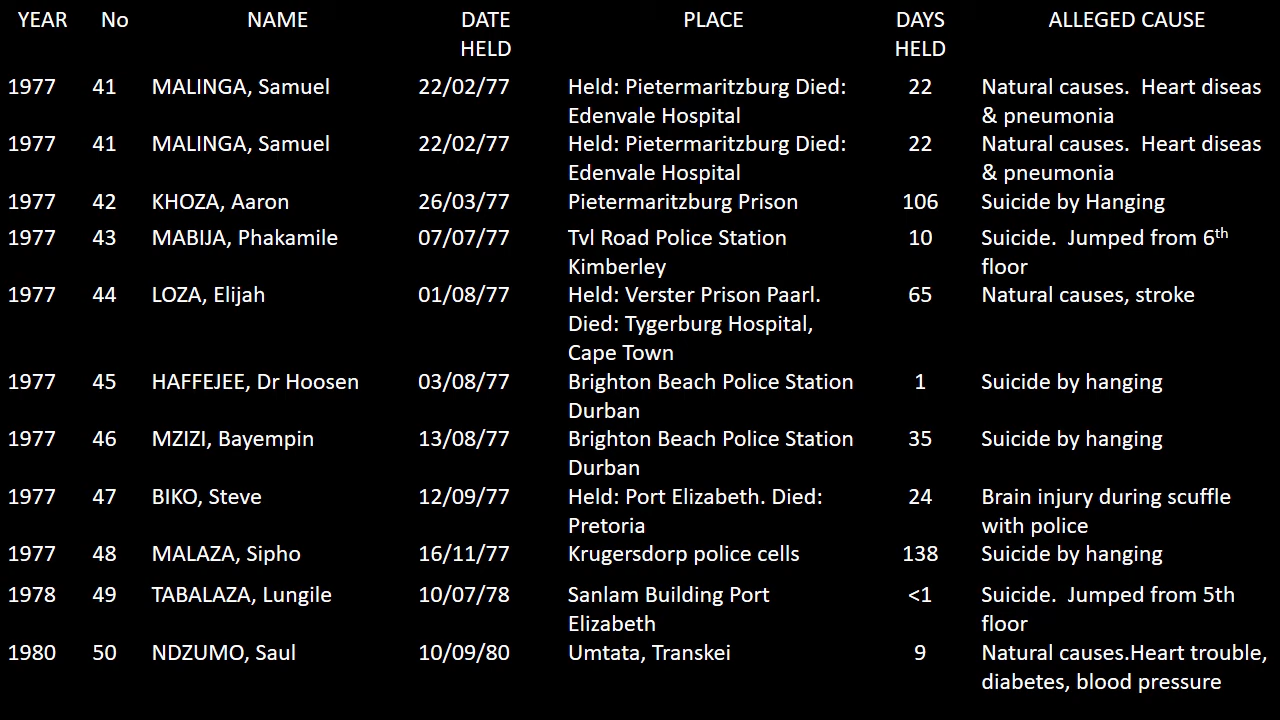 YEAR No NAME DATE PLACE DAYS ALLEGED CAUSE
HELD HELD
1977 41 MALINGA, Samuel 22/02/77 Held: Pietermaritzburg Died: 22 Natural causes. Heart diseas
Edenvale Hospital & pneumonia
1977 41 MALINGA, Samuel 22/02/77 Held: Pietermaritzburg Died: 22 Natural causes. Heart diseas
Edenvale Hospital & pneumonia
1977 42 KHOZA, Aaron 26/03/77 Pietermaritzburg Prison 106 Suicide by Hanging
1977 43 MABIJA, Phakamile 07/07/77 Tvl Road Police Station 10 Suicide. Jumped from 6th
Kimberley floor
1977 44 LOZA, Elijah 01/08/77 Held: Verster Prison Paarl. 65 Natural causes, stroke
Died: Tygerburg Hospital,
Cape Town
1977 45 HAFFEJEE, Dr Hoosen 03/08/77 Brighton Beach Police Station 1 Suicide by hanging
Durban
1977 46 MZIZI, Bayempin 13/08/77 Brighton Beach Police Station 35 Suicide by hanging
Durban
1977 47 BIKO, Steve 12/09/77 Held: Port Elizabeth. Died: 24 Brain injury during scuffle
Pretoria with police
1977 48 MALAZA, Sipho 16/11/77 Krugersdorp police cells 138 Suicide by hanging
1978 49 TABALAZA, Lungile 10/07/78 Sanlam Building Port <1 Suicide. Jumped from 5th
Elizabeth floor
1980 50 NDZUMO, Saul 10/09/80 Umtata, Transkei 9 Natural causes.Heart trouble,
diabetes, blood pressure